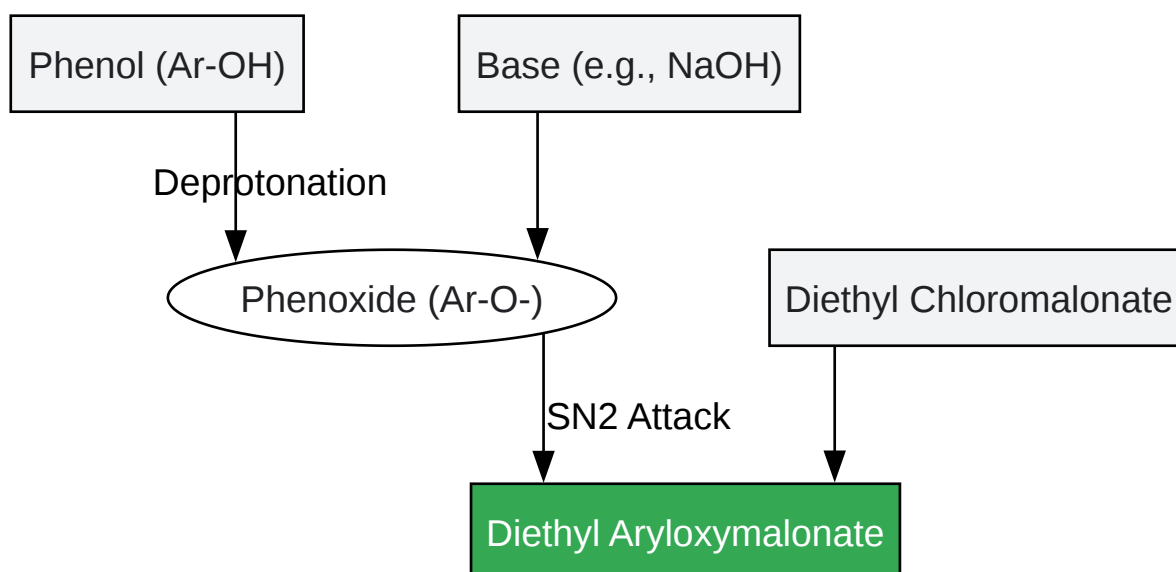 Phenol (Ar-OH)
Base (e.g., NaOH)
Deprotonation
Phenoxide (Ar-O-)
Diethyl Chloromalonate
SN2 Attack
Diethyl Aryloxymalonate